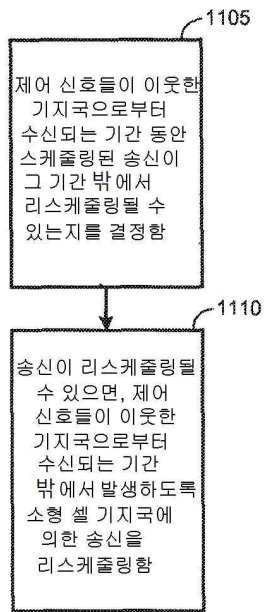 1105
제어 신호들이 이웃한
기지국으로부터
수신되는 기간 동안
스케줄링된 송신이
그 기간 밖에서
리스케줄링될 수
있는지를 결정함
1110
송신이 리스케줄링될
수 있으면, 제어
신호들이 이웃한
기지국으로부터
수신되는 기간
밖에서 발생하도록
소형 셀 기지국에
의한 송신을
리스케줄링함